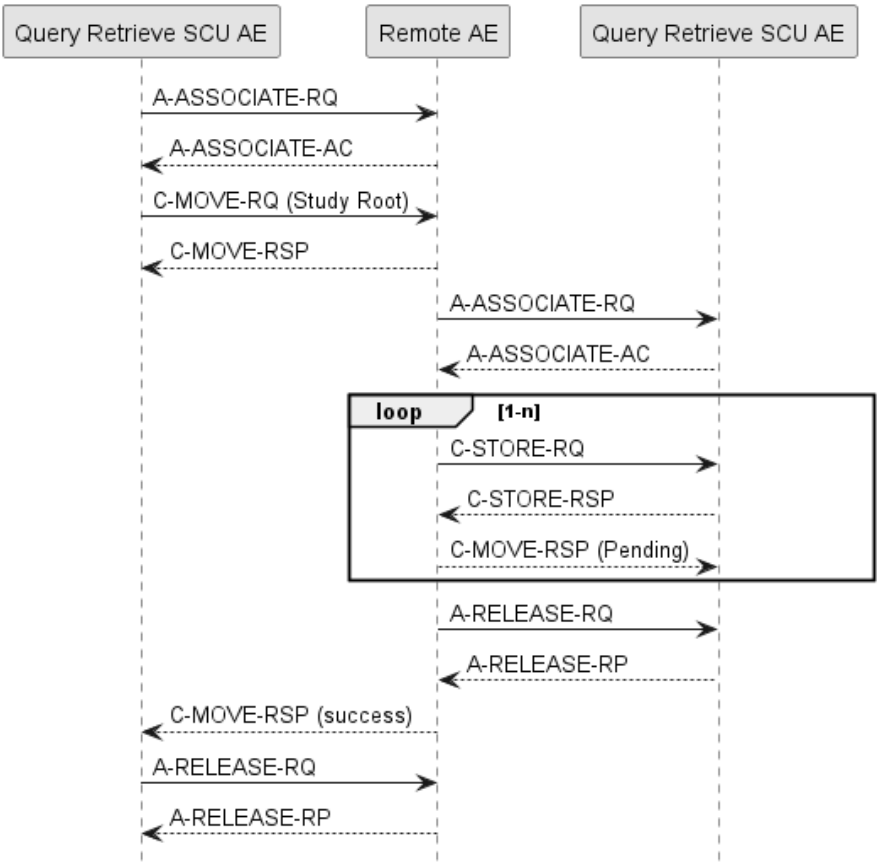 Query Retrieve SCU AE
Remote AE
Query Retrieve SCU AE
A-ASSOCIATE-RQ
A-ASSOCIATE-AC
C-MOVE-RQ (Study Root)
C-MOVE-RSP
A-ASSOCIATE-RQ
A-ASSOCIATE-AC
loop [1-n]
C-STORE-RQ
C-STORE-RSP
C-MOVE-RSP (Pending)
A-RELEASE-RQ
A-RELEASE-RP
C-MOVE-RSP (success)
A-RELEASE-RQ
A-RELEASE-RP